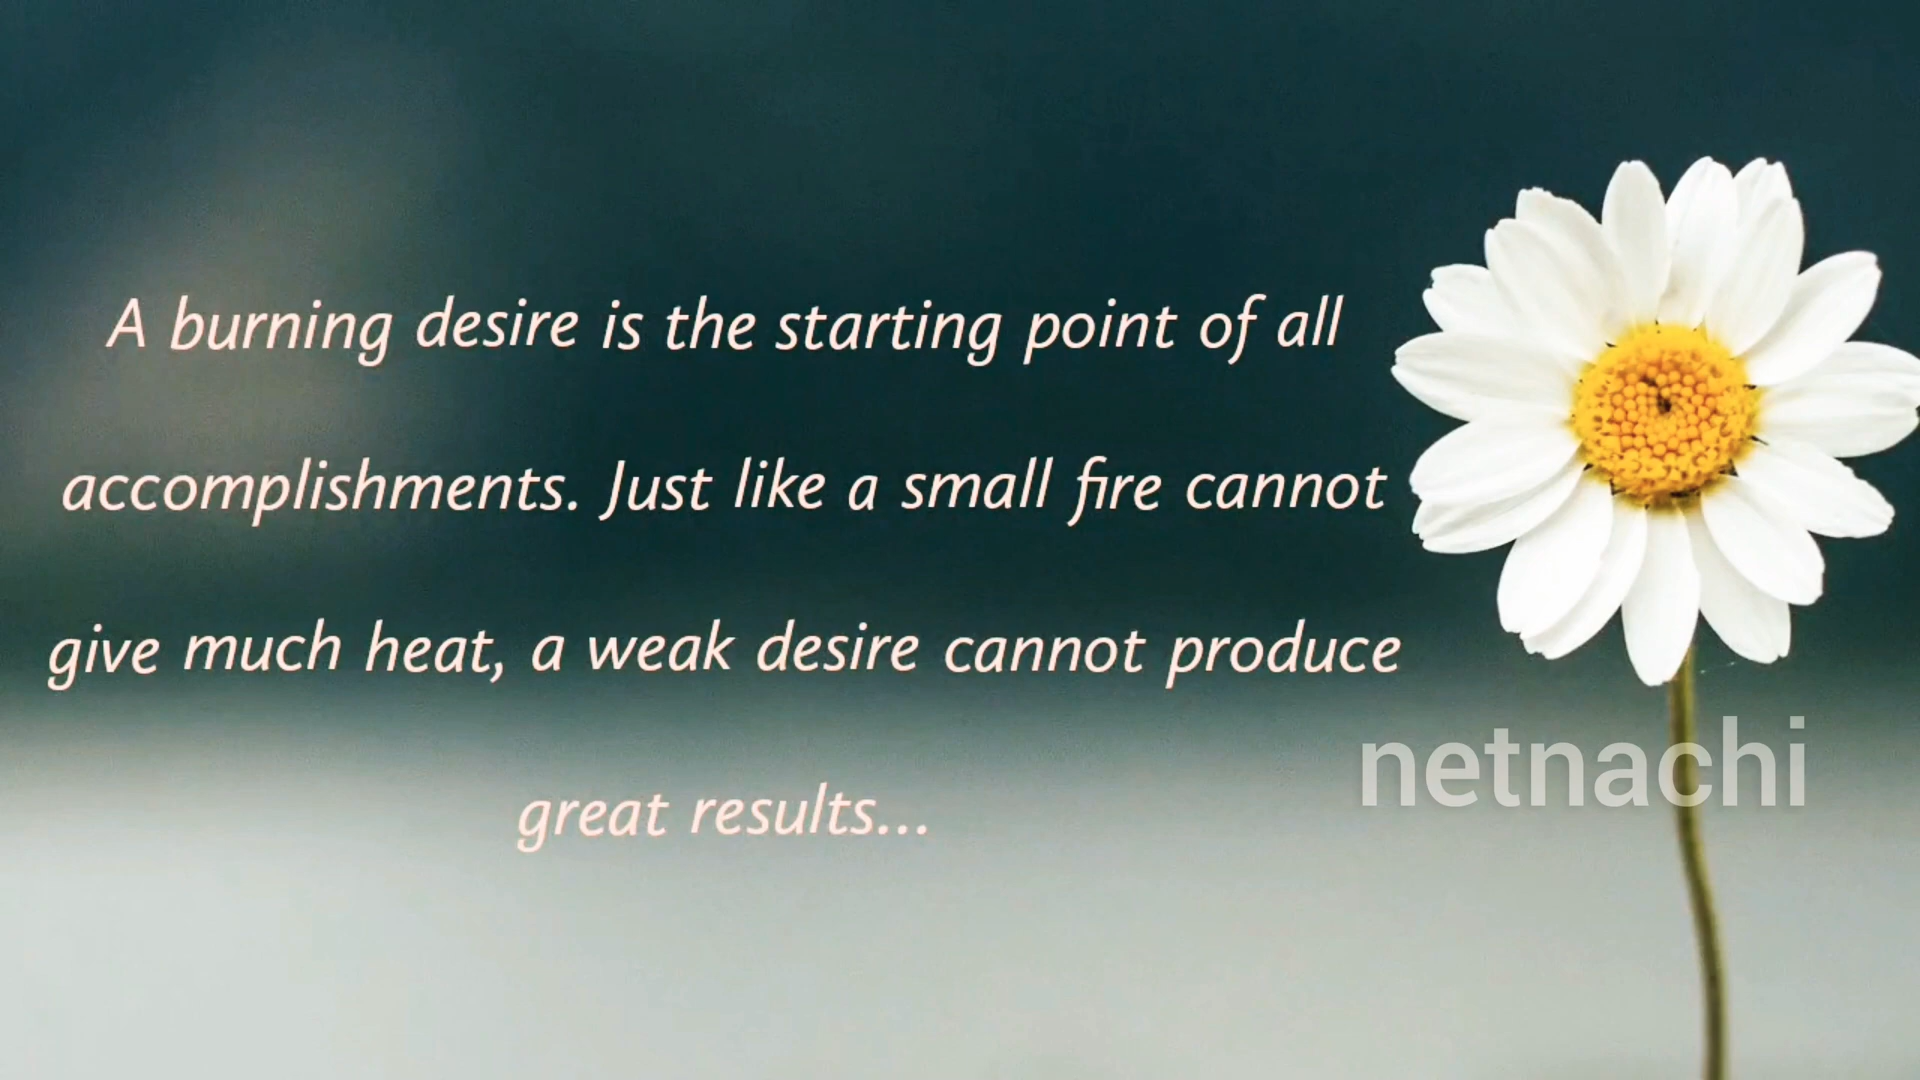 A burning desire is the starting point of all
accomplishments. Just like a small fire cannot
give much heat, a weak desire cannot produce
great results...
netnachi